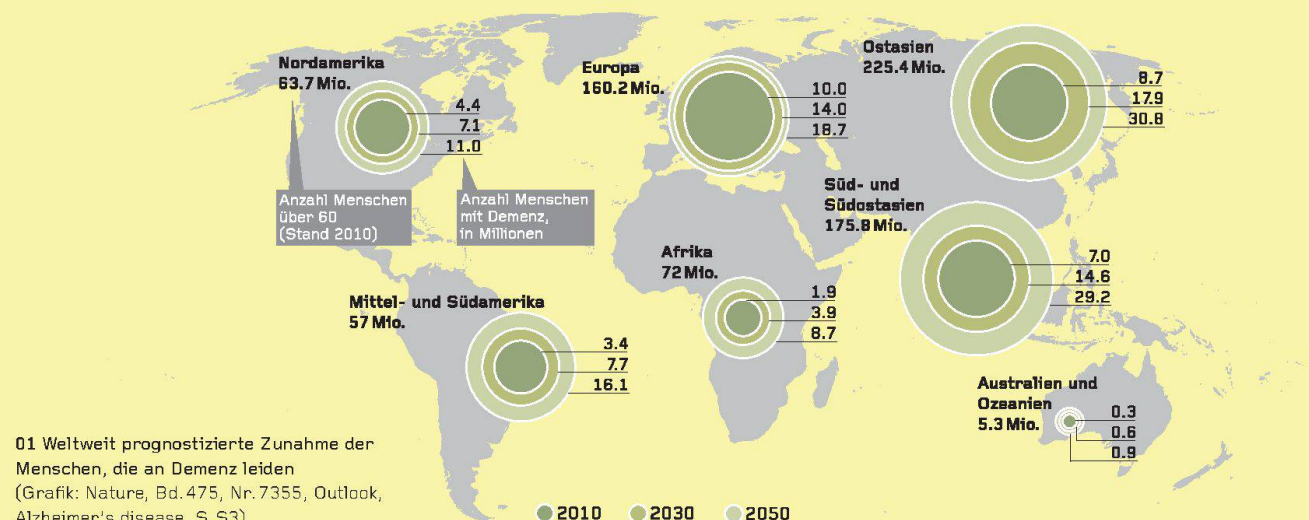 Nordamerika
63.7 Mio.
4.4
7.1
11.0
Anzahl Menschen
über 60
(Stand 2010)
Anzahl Menschen
mit Demenz,
in Millionen
Europa
160.2 Mio.
10.0
14.0
18.7
Ostasien
225.4 Mio.
8.7
17.9
30.8
Süd- und
Südostasien
175.8 Mio.
7.0
14.6
29.2
Afrika
72 Mio.
1.9
3.9
8.7
Mittel- und Südamerika
57 Mio.
3.4
7.7
16.1
Australien und
Ozeanien
5.3 Mio.
0.3
0.6
0.9
01 Weltweit prognostizierte Zunahme der
Menschen, die an Demenz leiden
(Grafik: Nature, Bd. 475, Nr. 7355, Outlook,
Alzheimer's disease, S. S3)
2010 2030 2050